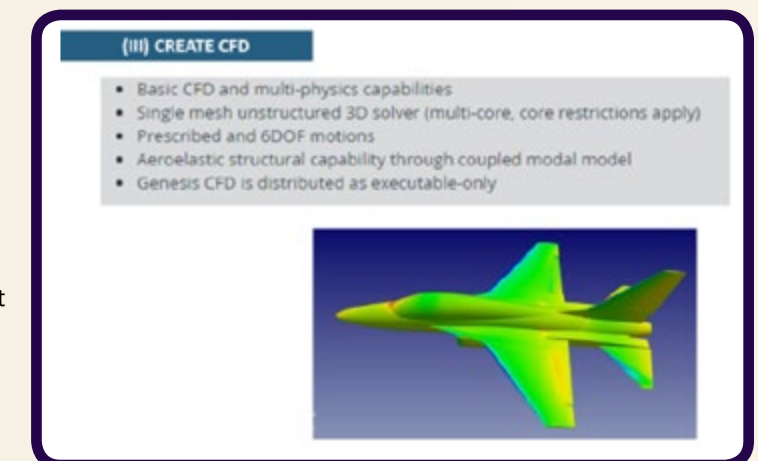 (III) CREATE CFD
• Basic CFD and multi-physics capabilities
• Single mesh unstructured 3D solver (multi-core, core restrictions apply)
• Prescribed and 6DOF motions
• Aeroelastic structural capability through coupled modal model
• Genesis CFD is distributed as executable-only
t